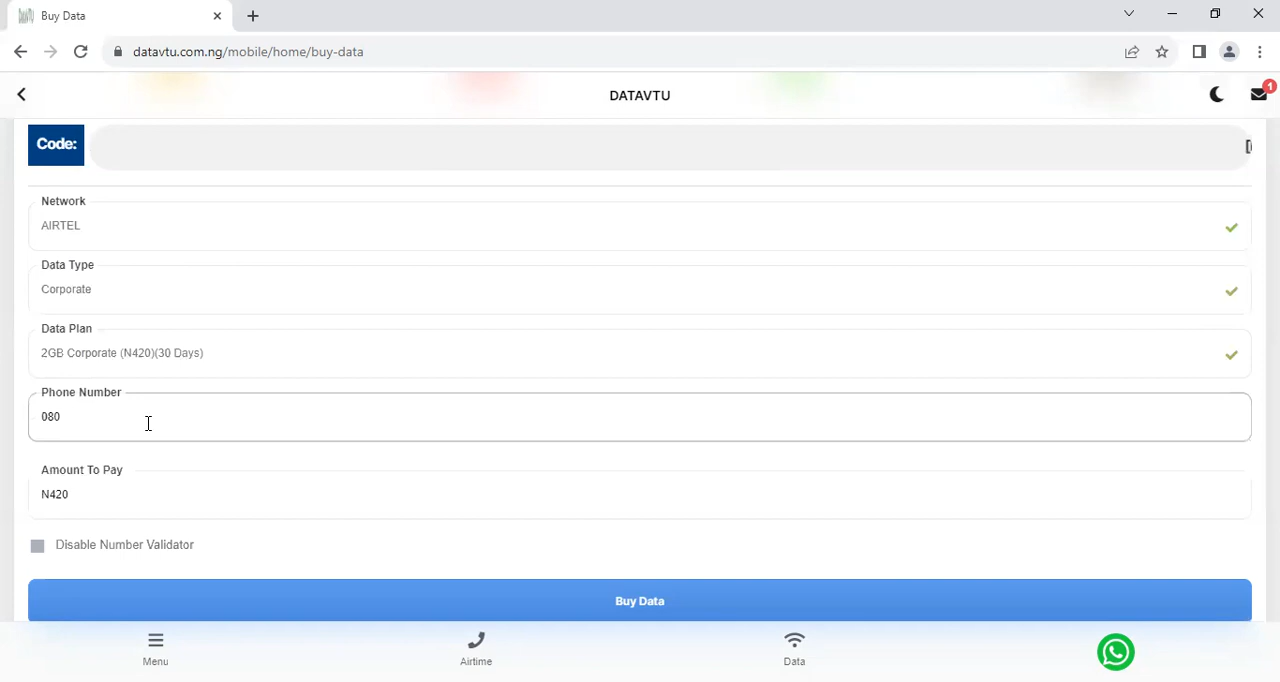 Buy Data
datavtu.com.ng/mobile/home/buy-data
DATAVTU
1
Code:
Network
AIRTEL
Data Type
Corporate
Data Plan
2GB Corporate (N420)(30 Days)
Phone Number
080
Amount To Pay
N420
Disable Number Validator
Buy Data
Menu
Airtime
Data